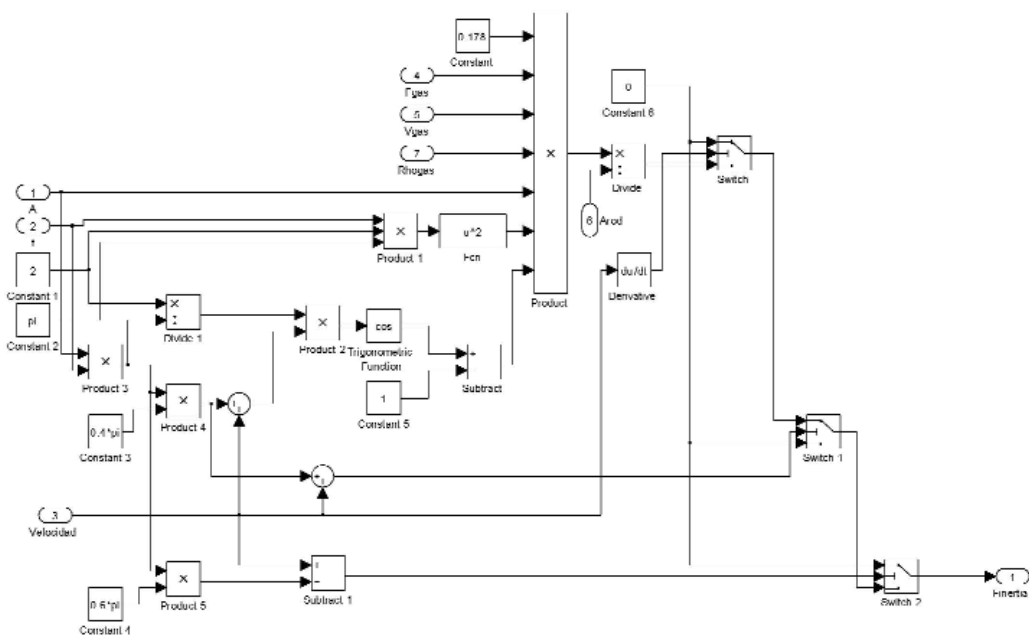 0.178
Constant
4
Fgas
5
Vgas
7
Rhogas
0
Constant 6
×
×
Divide
Switch
1
A
2
6
Arod
×
Product 1
u^2
Fcn
2
Constant 1
du/dt
Derivative
Product
pi
Constant 2
×
Divide 1
×
Product 2
cos
Trigonometric
Function
Subtract
×
Product 3
×
Product 4
1
Constant 5
0.4*pi
Constant 3
Switch 1
3
Velocidad
×
Product 5
Subtract 1
Switch 2
1
Finertia
0.6*pi
Constant 4